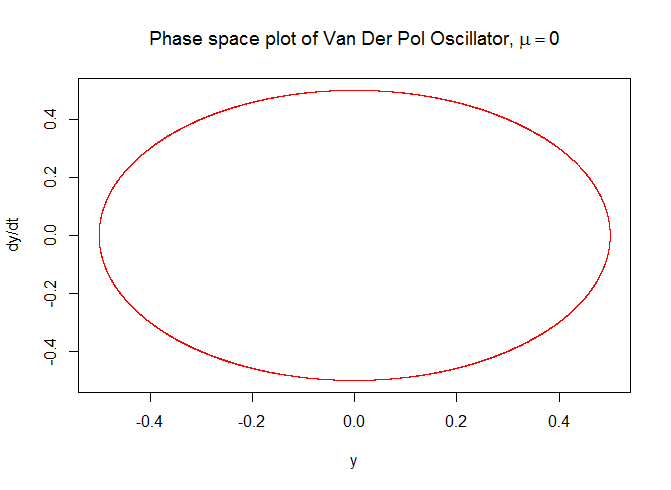 Phase space plot of Van Der Pol Oscillator, μ = 0
dy/dt
0.4
0.2
0.0
-0.2
-0.4
-0.4 -0.2 0.0 0.2 0.4
y